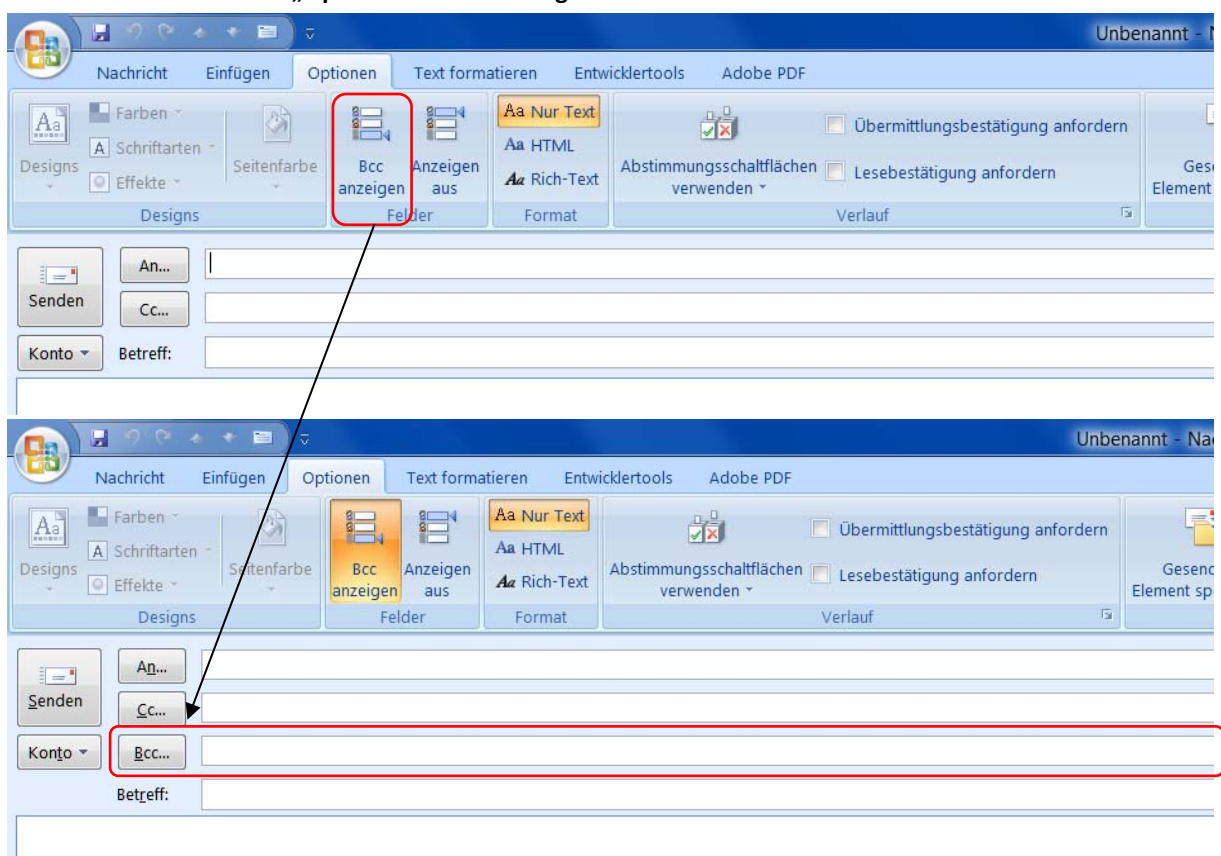 Unbenannt - N
Nachricht Einfügen Optionen Text formatieren Entwicklertools Adobe PDF
Aa Farben Aa Nur Text Übermittlungsbestätigung anfordern
A Schriftarten Aa HTML
Designs Effekte Seitenfarbe Bcc anzeigen Anzeigen aus Aa Rich-Text Abstimmungsschaltflächen verwenden Lesebestätigung anfordern Gese Element
Designs Felder Format Verlauf
An...
Senden
Cc...
Konto Betreff:
Unbenannt - Na
Nachricht Einfügen Optionen Text formatieren Entwicklertools Adobe PDF
Aa Farben Aa Nur Text Übermittlungsbestätigung anfordern
A Schriftarten Aa HTML
Designs Effekte Seitenfarbe Bcc anzeigen Anzeigen aus Aa Rich-Text Abstimmungsschaltflächen verwenden Lesebestätigung anfordern Gesend Element sp
Designs Felder Format Verlauf
An...
Senden
Cc...
Konto Bcc...
Betreff: